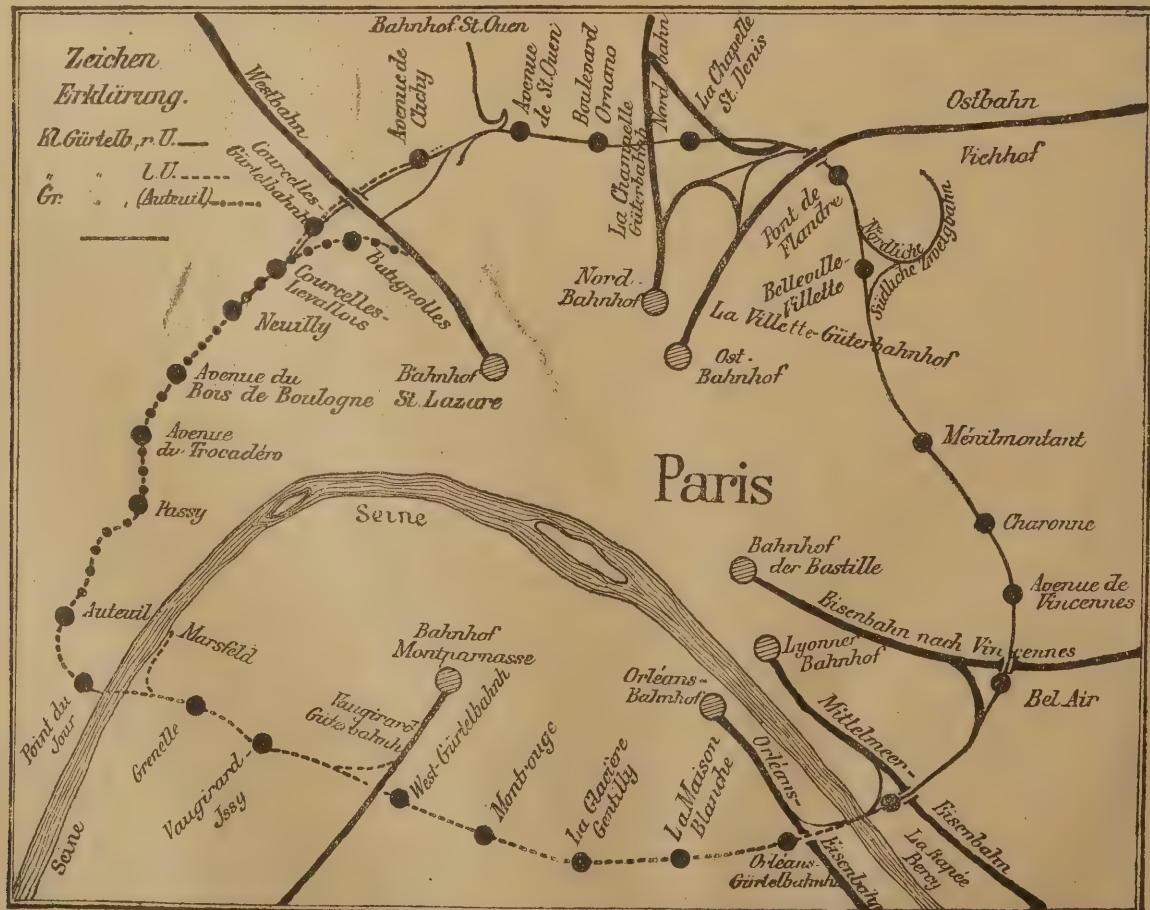 Zeichen
Erklärung.
Kl. Gürtelb., r. U.
" " l. U.
Gr. " , (Auteuil)
Bahnhof St. Ouen
Westbahn
Avenue de
Clichy
Avenue
de St. Ouen
Boulevard
Ornano
La Champelle
Güterbahnh
Nord bahn
La Chapelle
St. Denis
Ostbahn
Viehhof
Courcelles-
Gürtelbahnh
Courcelles-
Levallois
Batignolles
Neuilly
Pont de
Flandre
Nördliche
Südliche Zweigbahn
Belleville-
Villette
Nord-
Bahnhof
La Villette-Güterbahnhof
Ost-
Bahnhof
Bahnhof
St. Lazare
Avenue du
Bois de Boulogne
Avenue
du Trocadéro
Ménilmontant
Paris
Passy
Seine
Charonne
Bahnhof
der Bastille
Avenue de
Vincennes
Eisenbahn nach Vincennes
Auteuil
Marsfeld
Bahnhof
Montparnasse
Lyonner
Bahnhof
Orléans-
Bahnhof
Bel Air
Point du
Jour
Grenelle
Vaugirard
Issy
Vaugirard
Güterbahnh
West-Gürtelbahnh
Montrouge
La Glacière
Gentilly
La Maison
Blanche
Orléans-
Eisenbahn
Mittelmeer-
Eisenbahn
La Rapée
Bercy
Orléans-
Gürtelbahnh
Seine